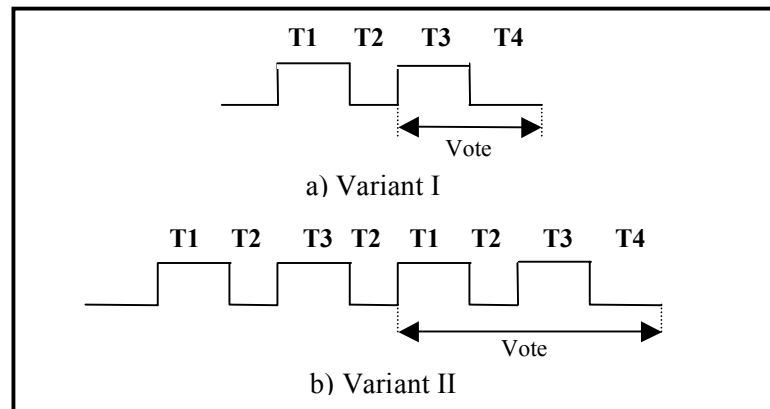 T1 T2 T3 T4
Vote
a) Variant I
T1 T2 T3 T2 T1 T2 T3 T4
Vote
b) Variant II